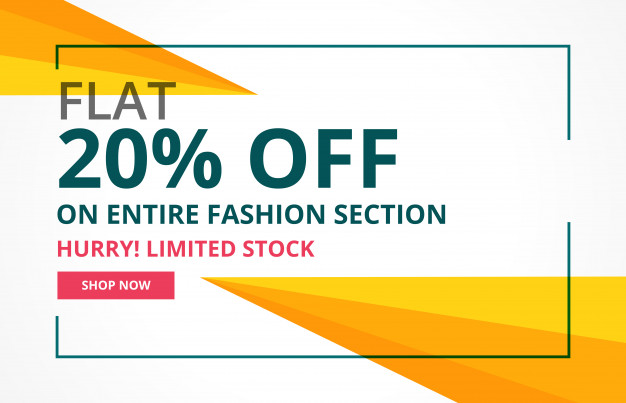 FLAT
20% OFF
ON ENTIRE FASHION SECTION
HURRY! LIMITED STOCK
SHOP NOW